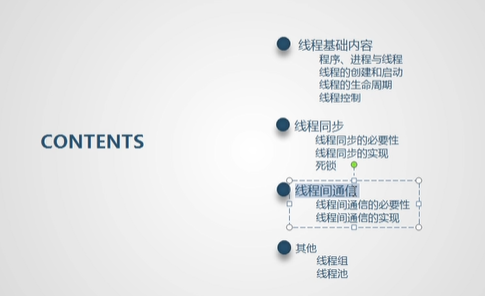 CONTENTS
线程基础内容
程序、进程与线程
线程的创建和启动
线程的生命周期
线程控制
线程同步
线程同步的必要性
线程同步的实现
死锁
线程间通信
线程间通信的必要性
线程间通信的实现
其他
线程组
线程池